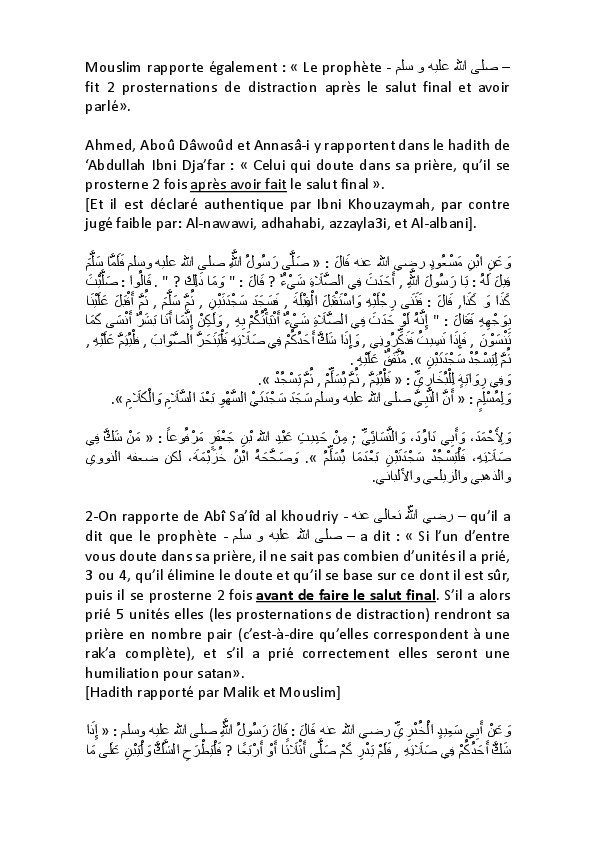 Mouslim rapporte également : « Le prophète - صلى الله عليه و سلم –
fit 2 prosternations de distraction après le salut final et avoir
parlé».
Ahmed, Aboû Dâwoûd et Annasâ-i y rapportent dans le hadith de
‘Abdullah Ibni Dja’far : « Celui qui doute dans sa prière, qu’il se
prosterne 2 fois après avoir fait le salut final ».
[Et il est déclaré authentique par Ibni Khouzaymah, par contre
jugé faible par: Al-nawawi, adhahabi, azzayla3i, et Al-albani].
وَعَنِ ابْنِ مَسْعُودٍ رضي الله عنه قَالَ : « صَلَّى رَسُولُ اللَّهِ صلى الله عليه وسلم فَلَمَّا سَلَّمَ
قِيلَ لَهُ : يَا رَسُولَ اللَّهِ , أَحَدَثَ فِي الصَّلَاةِ شَيْءٌ ? قَالَ : " وَمَا ذَلِكَ ? " . قَالُوا : صَلَّيْتَ
كَذَا وَ كَذَا, قَالَ : فَثَنَى رِجْلَيْهِ وَاسْتَقْبَلَ الْقِبْلَةَ , فَسَجَدَ سَجْدَتَيْنِ , ثُمَّ سَلَّمَ , ثُمَّ أَقْبَلَ عَلَيْنَا
بِوَجْهِهِ فَقَالَ : " إِنَّهُ لَوْ حَدَثَ فِي الصَّلَاةِ شَيْءٌ أَنْبَأْتُكُمْ بِهِ , وَلَكِنْ إِنَّمَا أَنَا بَشَرٌ أَنْسَى كَمَا
تَنْسَوْنَ , فَإِذَا نَسِيتُ فَذَكِّرُونِي , وَإِذَا شَكَّ أَحَدُكُمْ فِي صَلَاتِهِ فَلْيَتَحَرَّ الصَّوَابَ , فَلْيُتِمَّ عَلَيْهِ ,
ثُمَّ لِيَسْجُدْ سَجْدَتَيْنِ ». مُتَّفَقٌ عَلَيْهِ .
وَفِي رِوَايَةٍ لِلْبُخَارِيِّ : « فَلْيُتِمَّ , ثُمَّ يُسَلِّمْ , ثُمَّ يَسْجُدْ ».
وَلِمُسْلِمٍ : « أَنَّ النَّبِيَّ صلى الله عليه وسلم سَجَدَ سَجْدَتَيْ السَّهْوِ بَعْدَ السَّلَامِ وَالْكَلَامِ ».
وَلِأَحْمَدَ، وَأَبِي دَاوُدَ، وَالنَّسَائِيِّ ; مِنْ حَدِيثِ عَبْدِ اللَّهِ بْنِ جَعْفَرٍ مَرْفُوعاً : « مَنْ شَكَّ فِي
صَلَاتِهِ، فَلْيَسْجُدْ سَجْدَتَيْنِ بَعْدَمَا يُسَلِّمُ ». وَصَحَّحَهُ ابْنُ خُزَيْمَةَ، لكن ضعفه النووي
والذهبي والزيلعي والألباني.
2-On rapporte de Abî Sa’îd al khoudriy - رضي الله تعالى عنه – qu’il a
dit que le prophète - صلى الله عليه و سلم – a dit : « Si l’un d’entre
vous doute dans sa prière, il ne sait pas combien d’unités il a prié,
3 ou 4, qu’il élimine le doute et qu’il se base sur ce dont il est sûr,
puis il se prosterne 2 fois avant de faire le salut final. S’il a alors
prié 5 unités elles (les prosternations de distraction) rendront sa
prière en nombre pair (c’est-à-dire qu’elles correspondent à une
rak’a complète), et s’il a prié correctement elles seront une
humiliation pour satan».
[Hadith rapporté par Malik et Mouslim]
وَعَنْ أَبِي سَعِيدٍ الْخُدْرِيِّ رضي الله عنه قَالَ : قَالَ رَسُولُ اللَّهِ صلى الله عليه وسلم : « إِذَا
شَكَّ أَحَدُكُمْ فِي صَلَاتِهِ , فَلَمْ يَدْرِ كَمْ صَلَّى أَثَلَاثًا أَوْ أَرْبَعًا ? فَلْيَطْرَحِ الشَّكَّ وَلْيَبْنِ عَلَى مَا